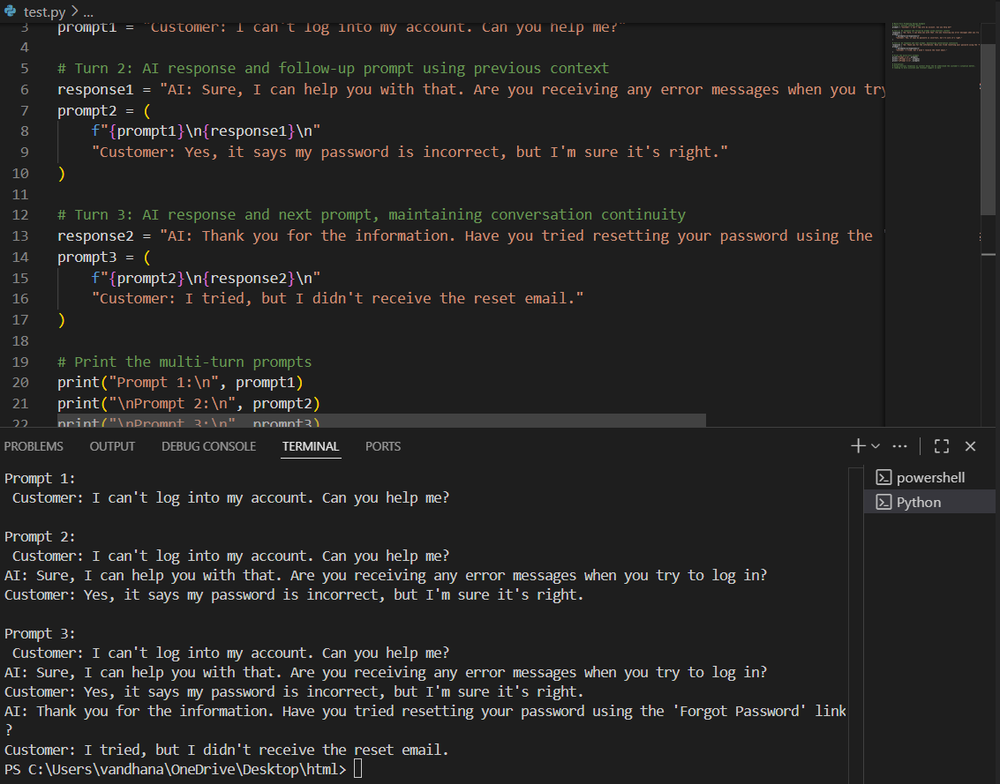 test.py > ...
3 prompt1 = "Customer: I can't log into my account. Can you help me?"
4
5 # Turn 2: AI response and follow-up prompt using previous context
6 response1 = "AI: Sure, I can help you with that. Are you receiving any error messages when you try
7 prompt2 = (
8 f"{prompt1}\n{response1}\n"
9 "Customer: Yes, it says my password is incorrect, but I'm sure it's right."
10 )
11
12 # Turn 3: AI response and next prompt, maintaining conversation continuity
13 response2 = "AI: Thank you for the information. Have you tried resetting your password using the '
14 prompt3 = (
15 f"{prompt2}\n{response2}\n"
16 "Customer: I tried, but I didn't receive the reset email."
17 )
18
19 # Print the multi-turn prompts
20 print("Prompt 1:\n", prompt1)
21 print("\nPrompt 2:\n", prompt2)
22 print("\nPrompt 3:\n", prompt3)
PROBLEMS OUTPUT DEBUG CONSOLE TERMINAL PORTS
Prompt 1:
 Customer: I can't log into my account. Can you help me?

Prompt 2:
 Customer: I can't log into my account. Can you help me?
AI: Sure, I can help you with that. Are you receiving any error messages when you try to log in?
Customer: Yes, it says my password is incorrect, but I'm sure it's right.

Prompt 3:
 Customer: I can't log into my account. Can you help me?
AI: Sure, I can help you with that. Are you receiving any error messages when you try to log in?
Customer: Yes, it says my password is incorrect, but I'm sure it's right.
AI: Thank you for the information. Have you tried resetting your password using the 'Forgot Password' link
?
Customer: I tried, but I didn't receive the reset email.
PS C:\Users\vandhana\OneDrive\Desktop\html>
powershell
Python